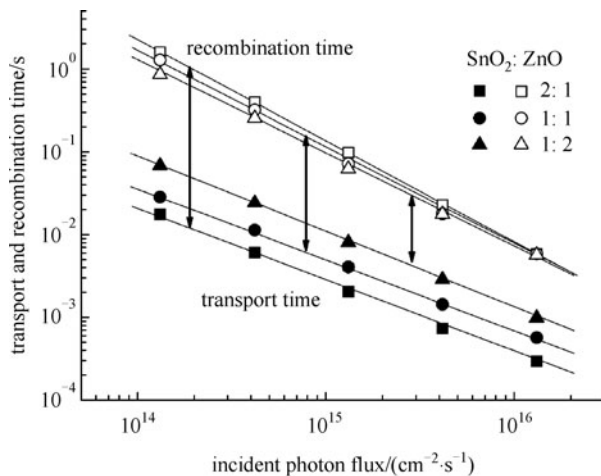 transport and recombination time/s
10⁰
10⁻¹
10⁻²
10⁻³
10⁻⁴
recombination time
transport time
SnO₂: ZnO
2: 1
1: 1
1: 2
10¹⁴
10¹⁵
10¹⁶
incident photon flux/(cm⁻²·s⁻¹)